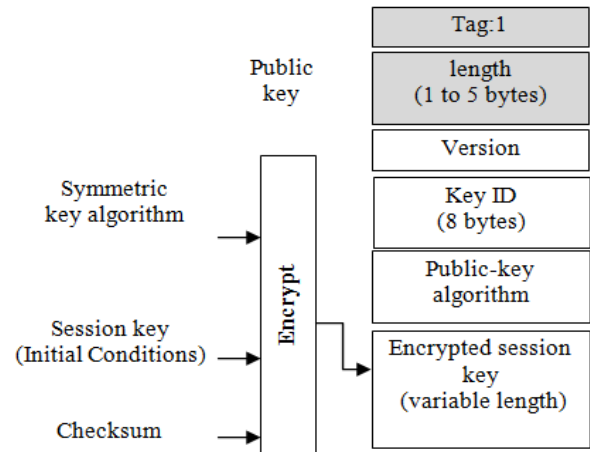 Tag:1
Public
key
length
(1 to 5 bytes)
Version
Symmetric
key algorithm
Key ID
(8 bytes)
Public-key
algorithm
Encrypt
Session key
(Initial Conditions)
Encrypted session
key
(variable length)
Checksum